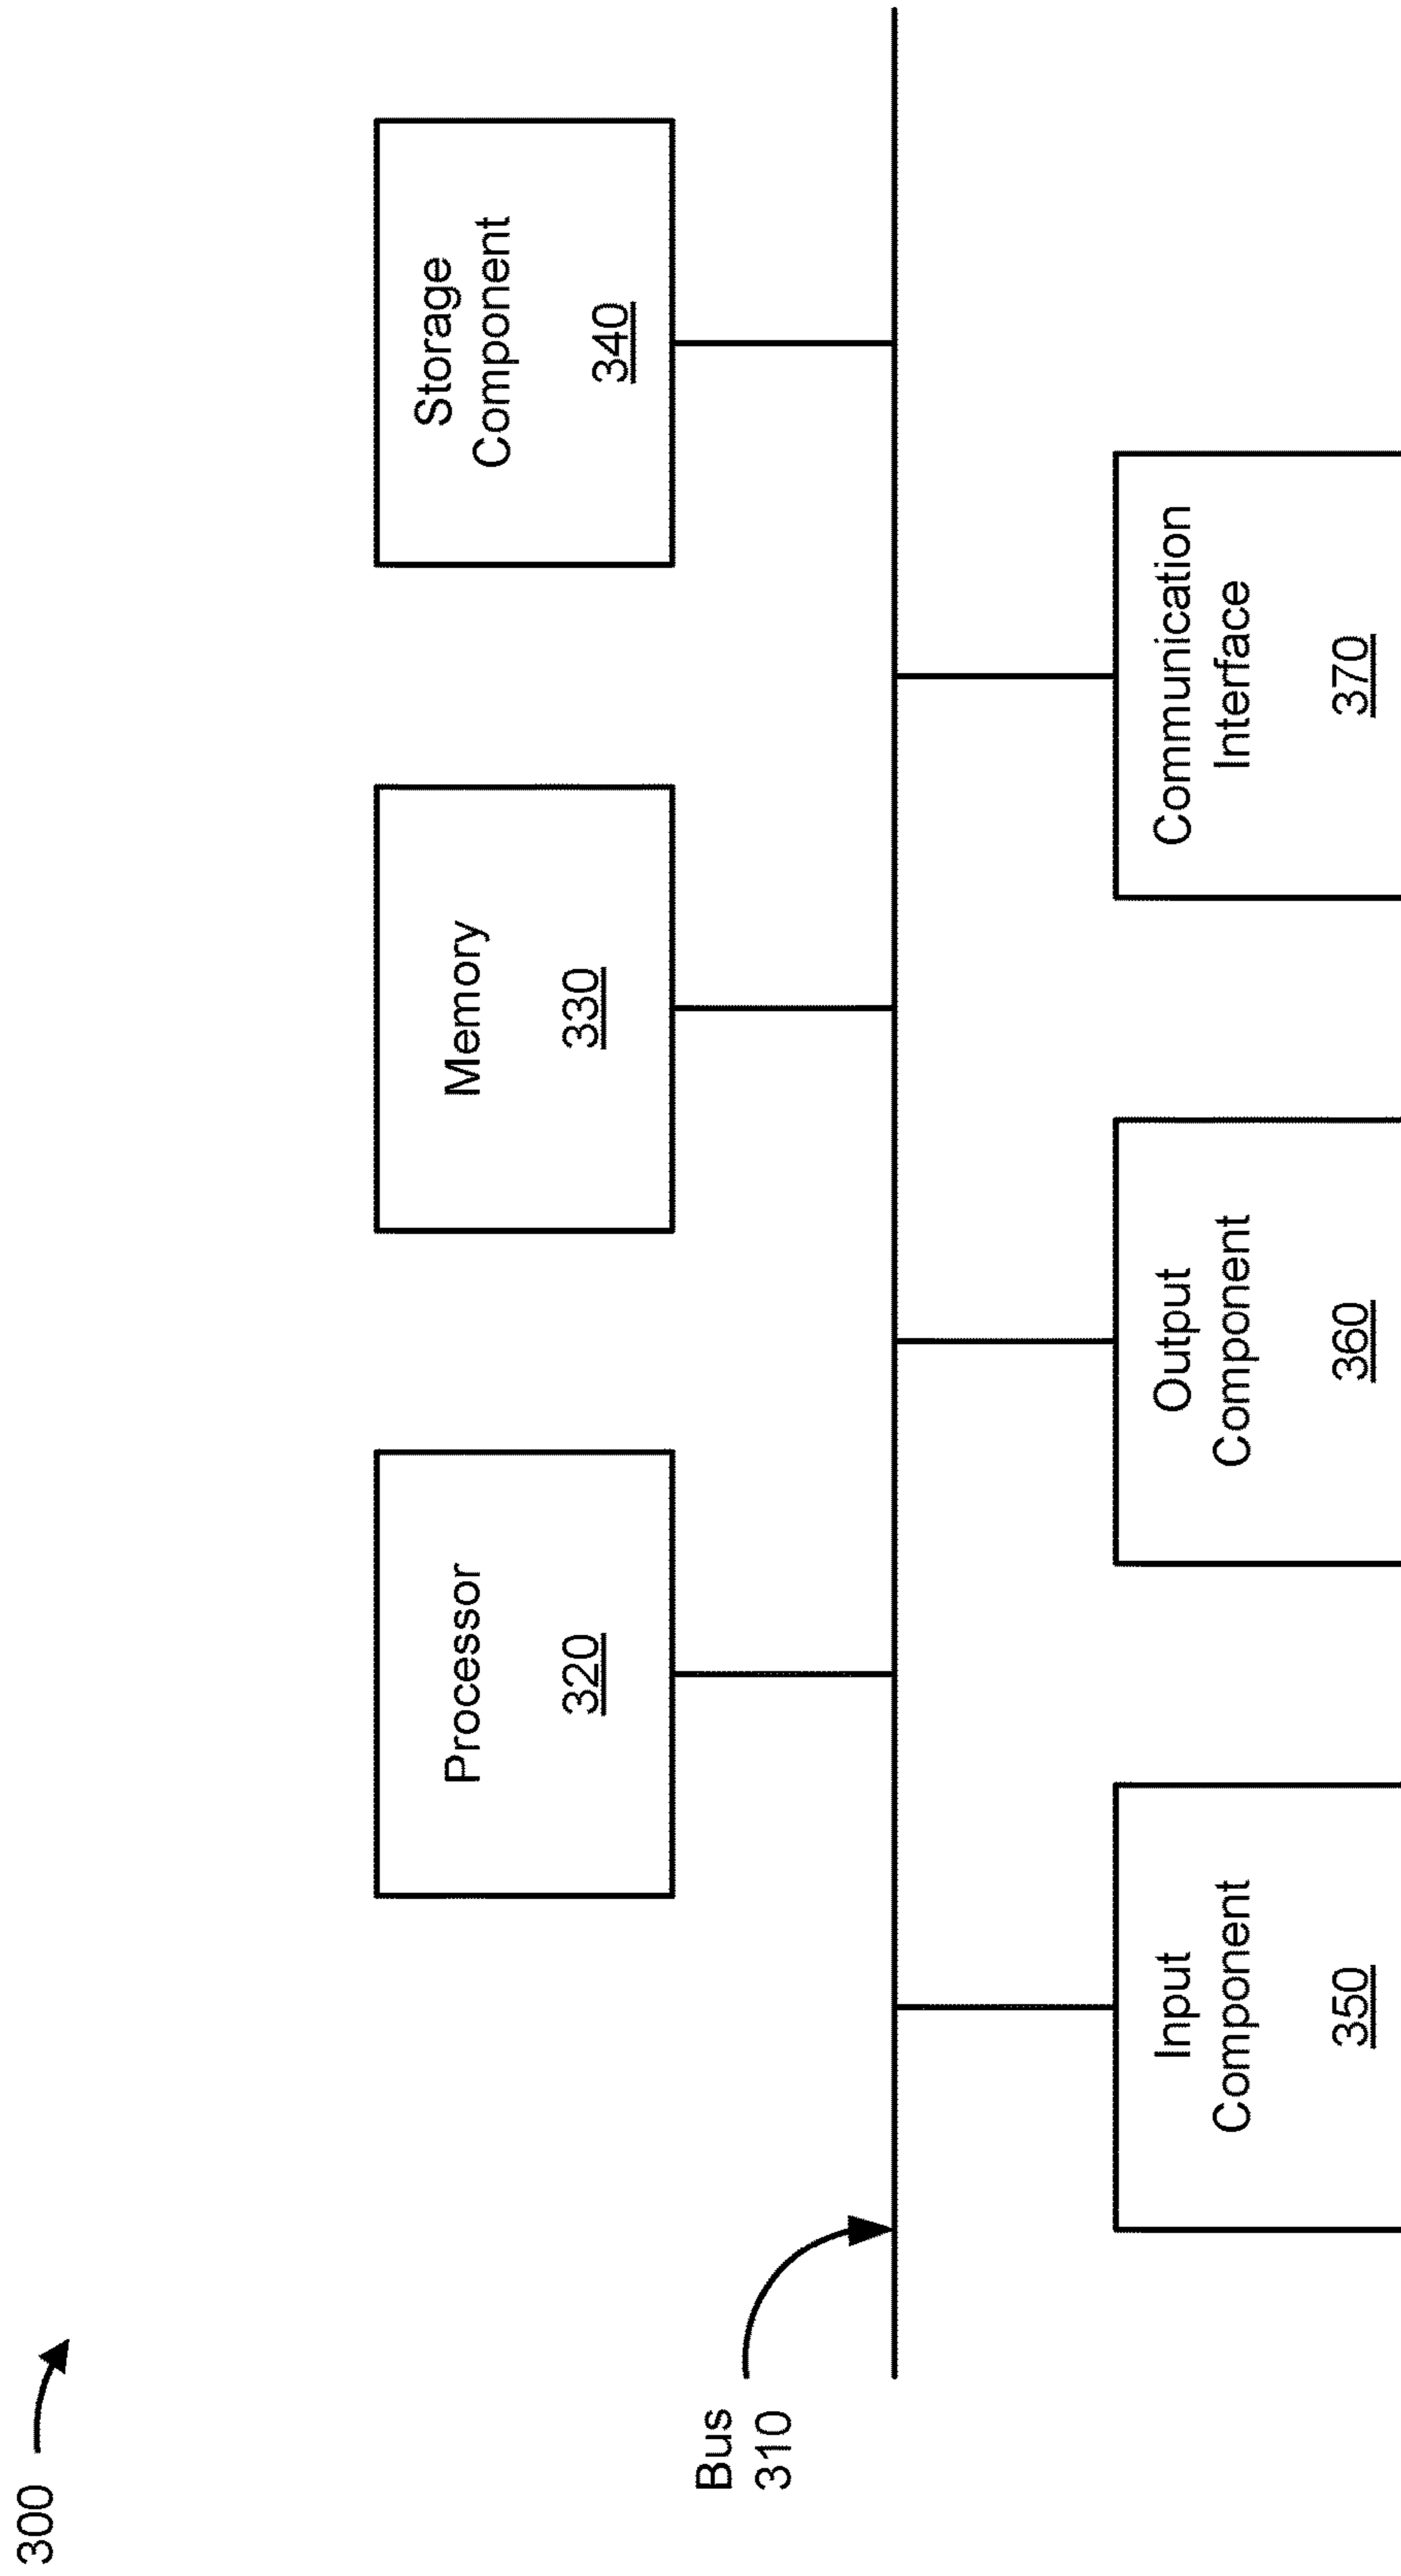 300
Processor
320
Memory
330
Storage
Component
340
Bus
310
Input
Component
350
Output
Component
360
Communication
Interface
370